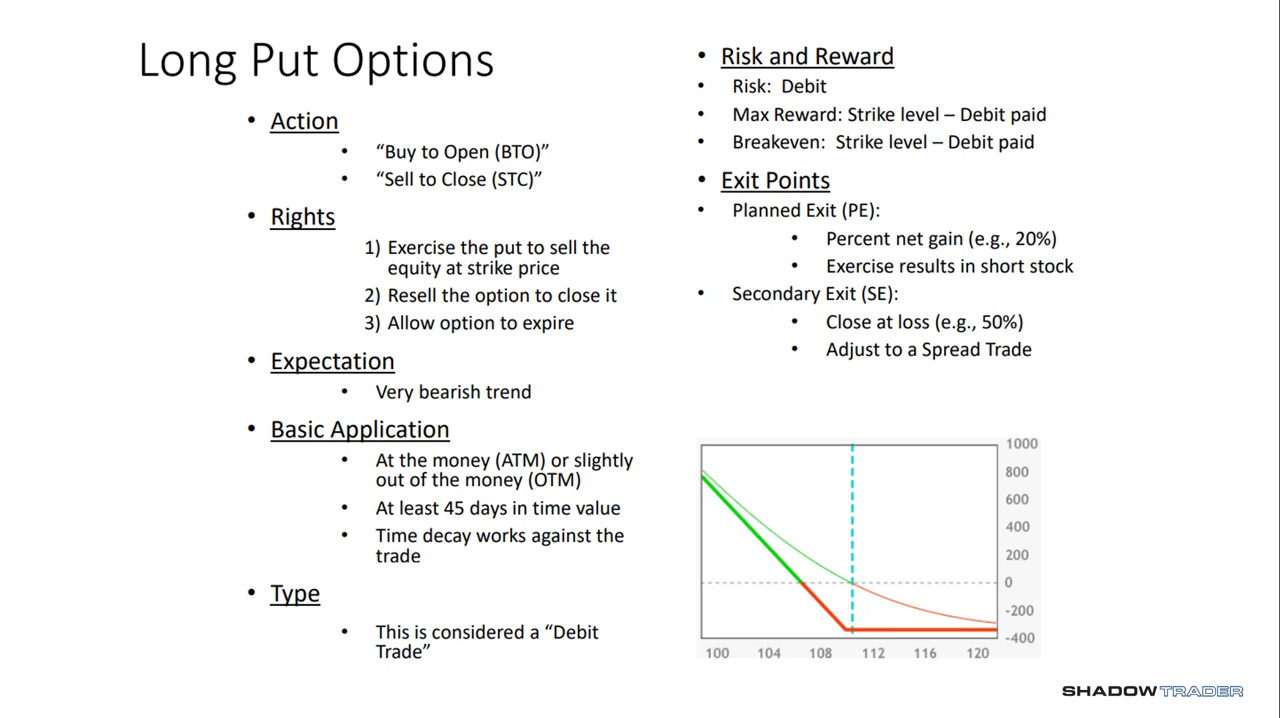 Long Put Options
• Action
• “Buy to Open (BTO)”
• “Sell to Close (STC)”
• Rights
1) Exercise the put to sell the
equity at strike price
2) Resell the option to close it
3) Allow option to expire
• Expectation
• Very bearish trend
• Basic Application
• At the money (ATM) or slightly
out of the money (OTM)
• At least 45 days in time value
• Time decay works against the
trade
• Type
• This is considered a “Debit
Trade”
• Risk and Reward
• Risk: Debit
• Max Reward: Strike level – Debit paid
• Breakeven: Strike level – Debit paid
• Exit Points
• Planned Exit (PE):
• Percent net gain (e.g., 20%)
• Exercise results in short stock
• Secondary Exit (SE):
• Close at loss (e.g., 50%)
• Adjust to a Spread Trade
1000
800
600
400
200
0
-200
-400
100 104 108 112 116 120
SHADOWTRADER